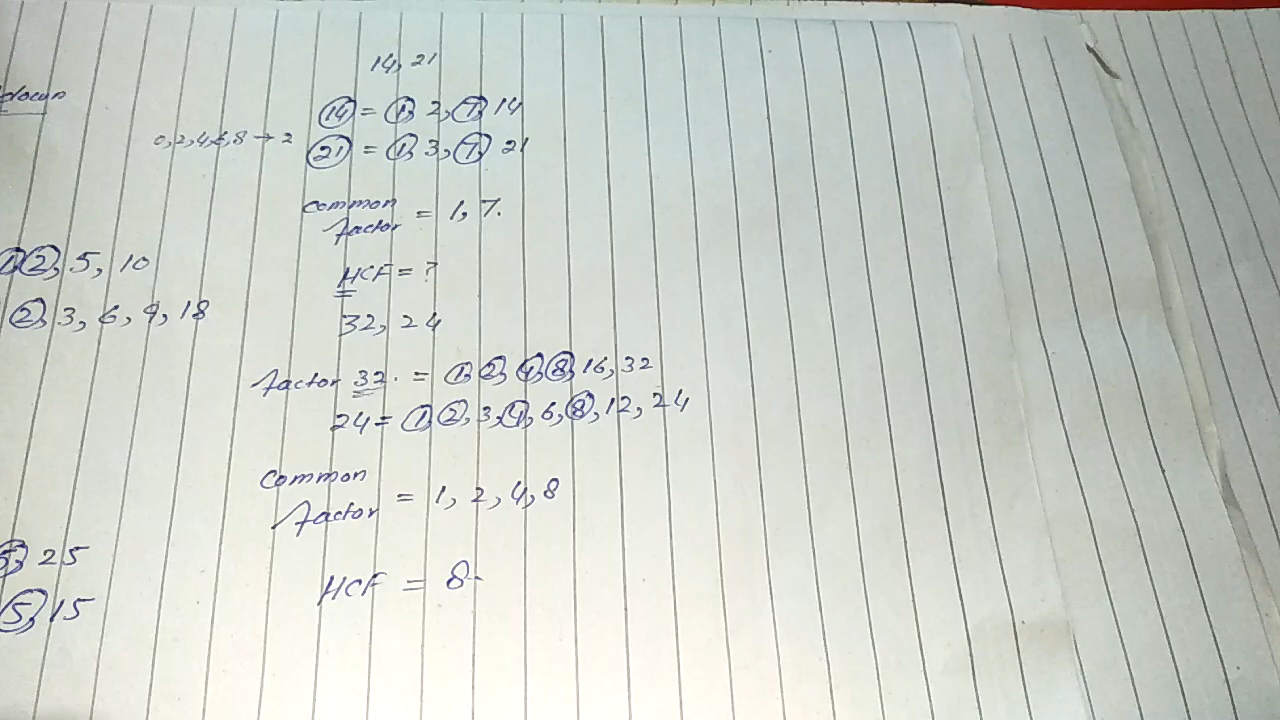 down
14, 21
14 = 1, 2, 7, 14
0, 2, 4, 6, 8 → 2
21 = 1, 3, 7, 21
common factor = 1, 7.
1, 2, 5, 10
HCF = ?
2, 3, 6, 9, 18
32, 24
factor 32. = 1, 2, 4, 8, 16, 32
24 = 1, 2, 3, 4, 6, 8, 12, 24
common factor = 1, 2, 4, 8
5, 25
HCF = 8
5, 15